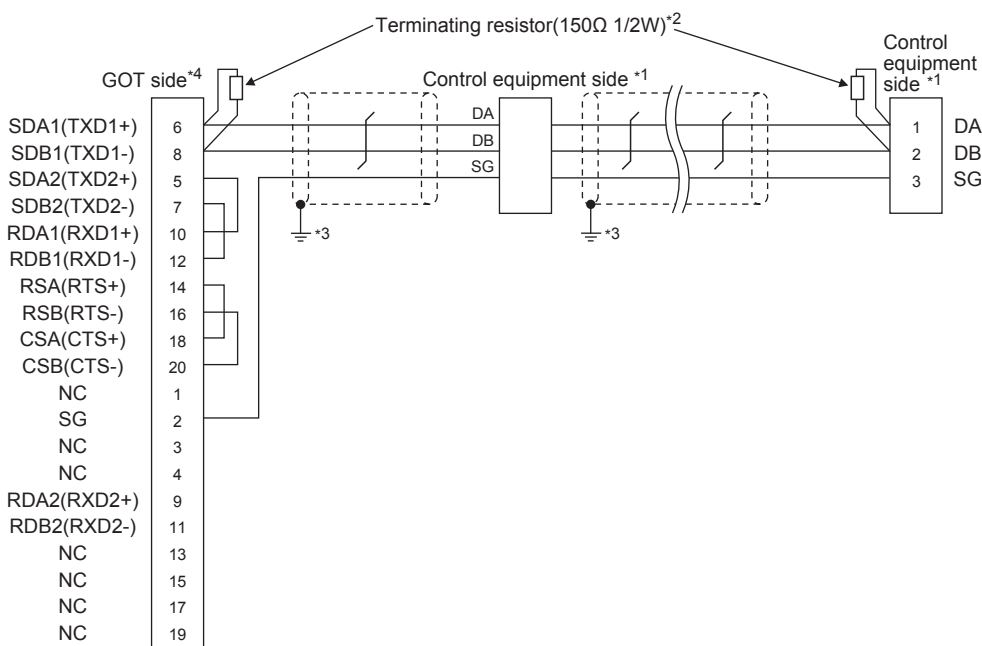 Terminating resistor(150Ω 1/2W)*2
GOT side*4
Control equipment side *1
Control
equipment
side *1
SDA1(TXD1+) 6 DA 1 DA
SDB1(TXD1-) 8 DB 2 DB
SDA2(TXD2+) 5 SG 3 SG
SDB2(TXD2-) 7
RDA1(RXD1+) 10 *3 *3
RDB1(RXD1-) 12
RSA(RTS+) 14
RSB(RTS-) 16
CSA(CTS+) 18
CSB(CTS-) 20
NC 1
SG 2
NC 3
NC 4
RDA2(RXD2+) 9
RDB2(RXD2-) 11
NC 13
NC 15
NC 17
NC 19